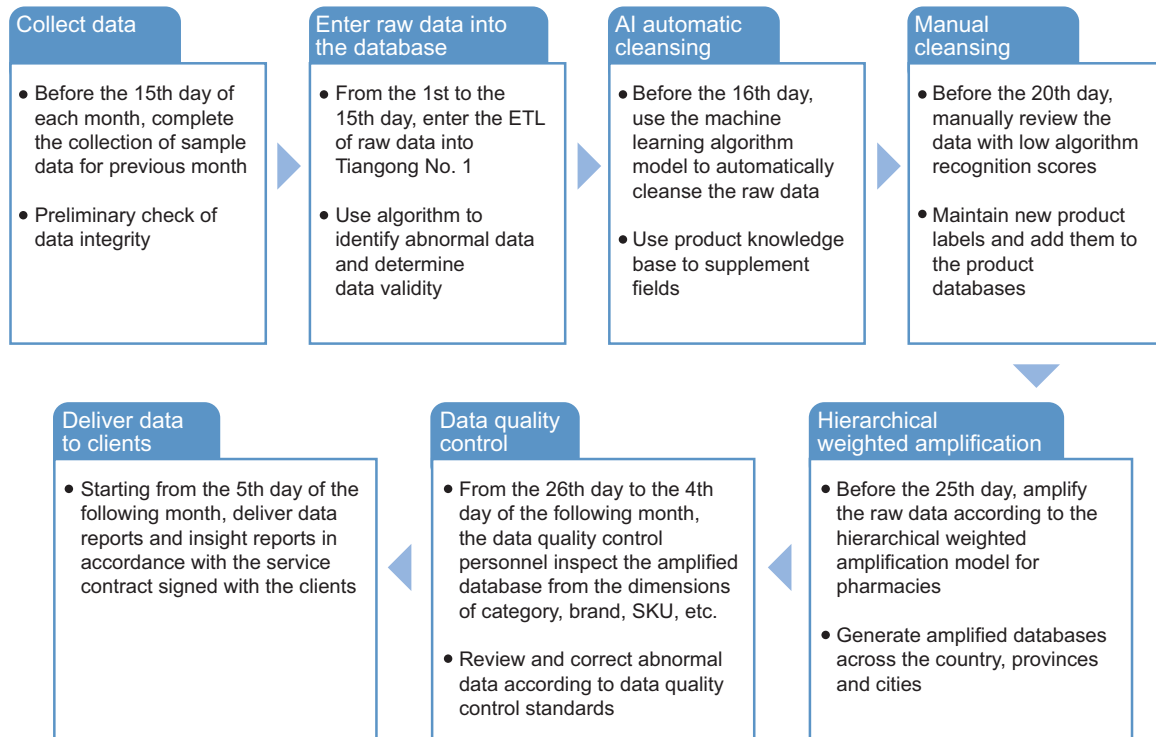 Collect data
• Before the 15th day of
each month, complete
the collection of sample
data for previous month
• Preliminary check of
data integrity
Enter raw data into
the database
• From the 1st to the
15th day, enter the ETL
of raw data into
Tiangong No. 1
• Use algorithm to
identify abnormal data
and determine
data validity
AI automatic
cleansing
• Before the 16th day,
use the machine
learning algorithm
model to automatically
cleanse the raw data
• Use product knowledge
base to supplement
fields
Manual
cleansing
• Before the 20th day,
manually review the
data with low algorithm
recognition scores
• Maintain new product
labels and add them to
the product
databases
Hierarchical
weighted amplification
• Before the 25th day, amplify
the raw data according to the
hierarchical weighted
amplification model for
pharmacies
• Generate amplified databases
across the country, provinces
and cities
Data quality
control
• From the 26th day to the 4th
day of the following month,
the data quality control
personnel inspect the amplified
database from the dimensions
of category, brand, SKU, etc.
• Review and correct abnormal
data according to data quality
control standards
Deliver data
to clients
• Starting from the 5th day of the
following month, deliver data
reports and insight reports in
accordance with the service
contract signed with the clients